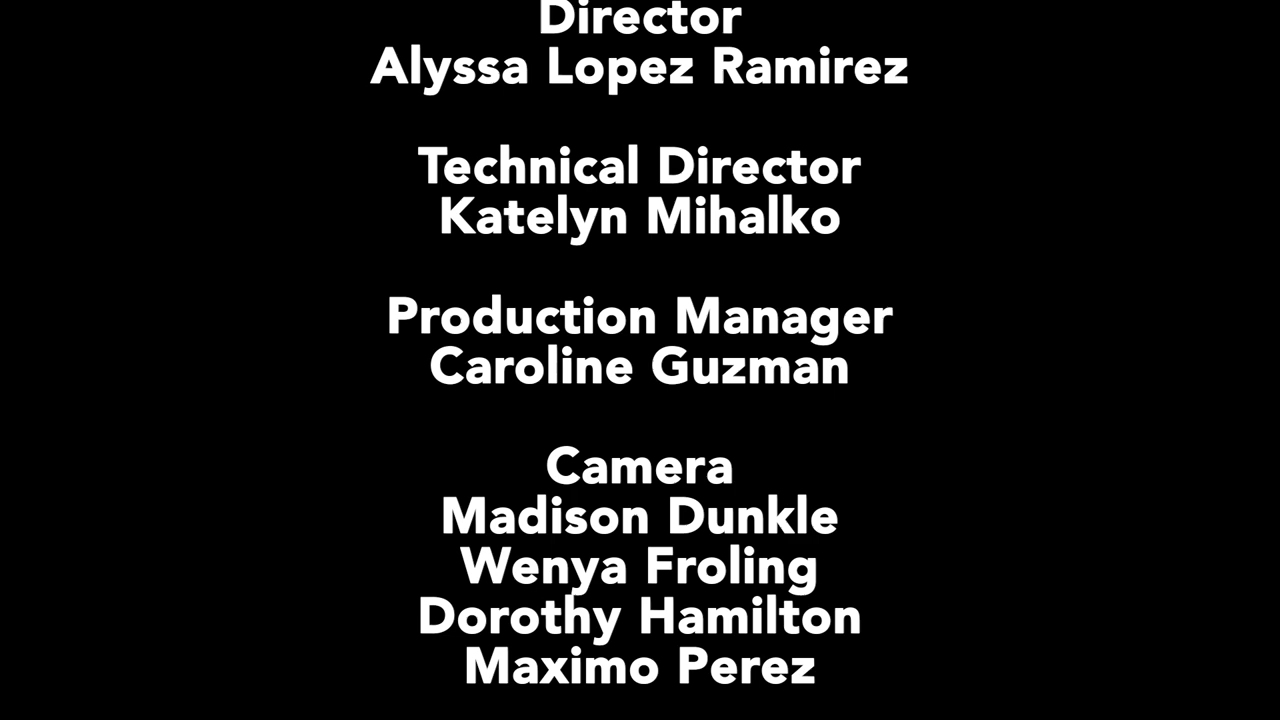 Director
Alyssa Lopez Ramirez
Technical Director
Katelyn Mihalko
Production Manager
Caroline Guzman
Camera
Madison Dunkle
Wenya Froling
Dorothy Hamilton
Maximo Perez